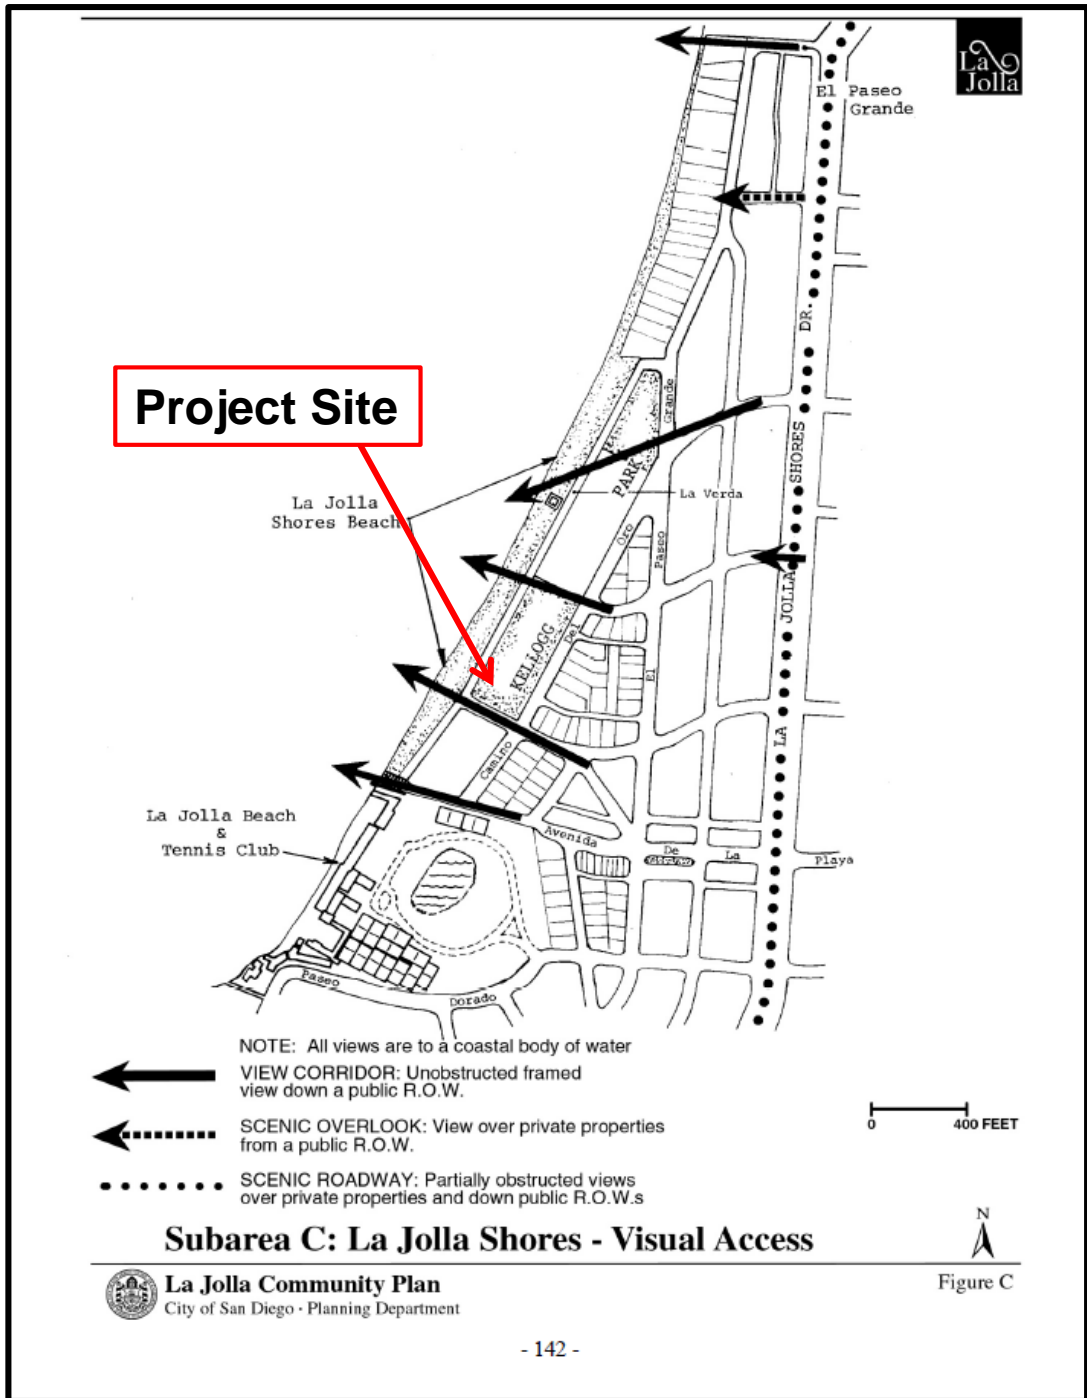 La
Jolla
El Paseo
Grande
DR.
Project Site
Grande
SHORES
PARK
La Verda
La Jolla
Shores Beach
Oro
Paseo
JOLLA
Del
KELLOGG
El
LA
Camino
La Jolla Beach
&
Tennis Club
Avenida
De
La
Playa
Paseo
Dorado
NOTE: All views are to a coastal body of water
VIEW CORRIDOR: Unobstructed framed
view down a public R.O.W.
SCENIC OVERLOOK: View over private properties
from a public R.O.W.
0 400 FEET
SCENIC ROADWAY: Partially obstructed views
over private properties and down public R.O.W.s
N
Subarea C: La Jolla Shores - Visual Access
La Jolla Community Plan
City of San Diego · Planning Department
Figure C
- 142 -